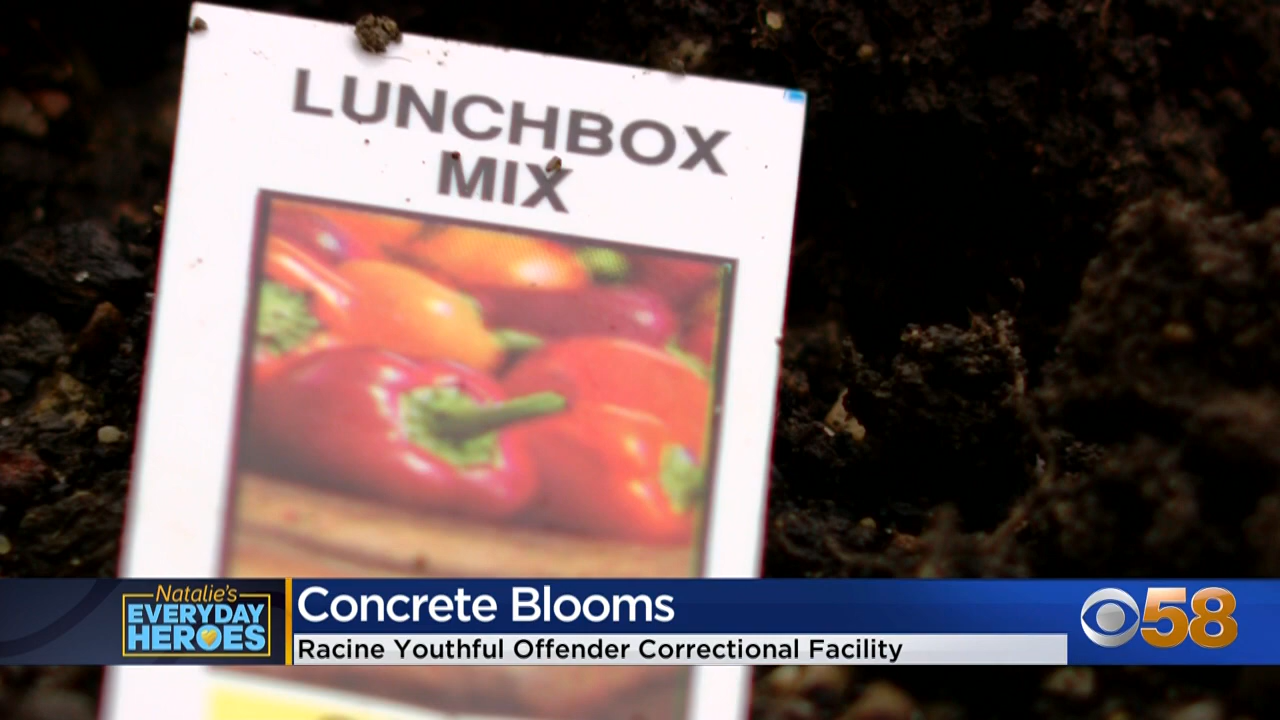 LUNCHBOX
MIX
Natalie's
EVERYDAY
HEROES
Concrete Blooms
Racine Youthful Offender Correctional Facility
58